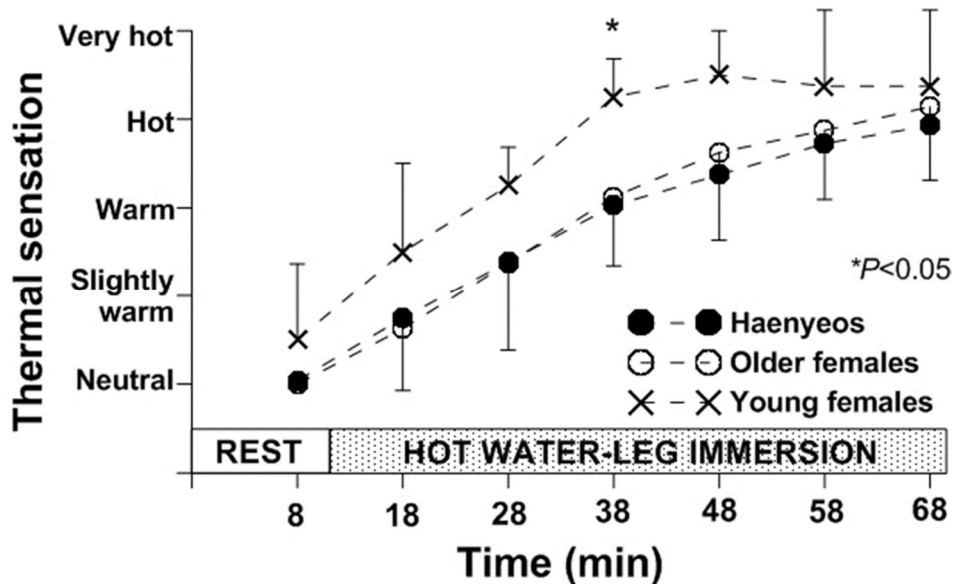 Very hot
Hot
Warm
Slightly
warm
Neutral
Thermal sensation
*
*P<0.05
Haenyeos
Older females
Young females
REST
HOT WATER-LEG IMMERSION
8 18 28 38 48 58 68
Time (min)